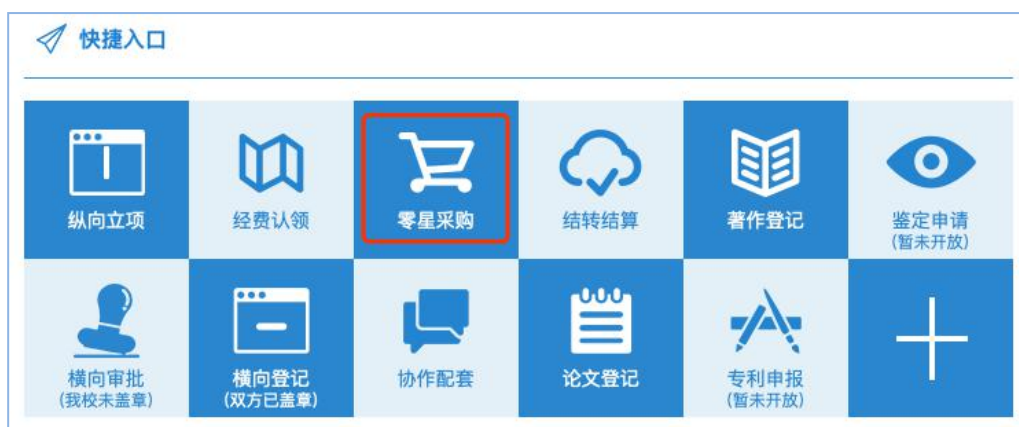 快捷入口
纵向立项
经费认领
零星采购
结转结算
著作登记
鉴定申请
(暂未开放)
横向审批
(我校未盖章)
横向登记
(双方已盖章)
协作配套
论文登记
专利申报
(暂未开放)